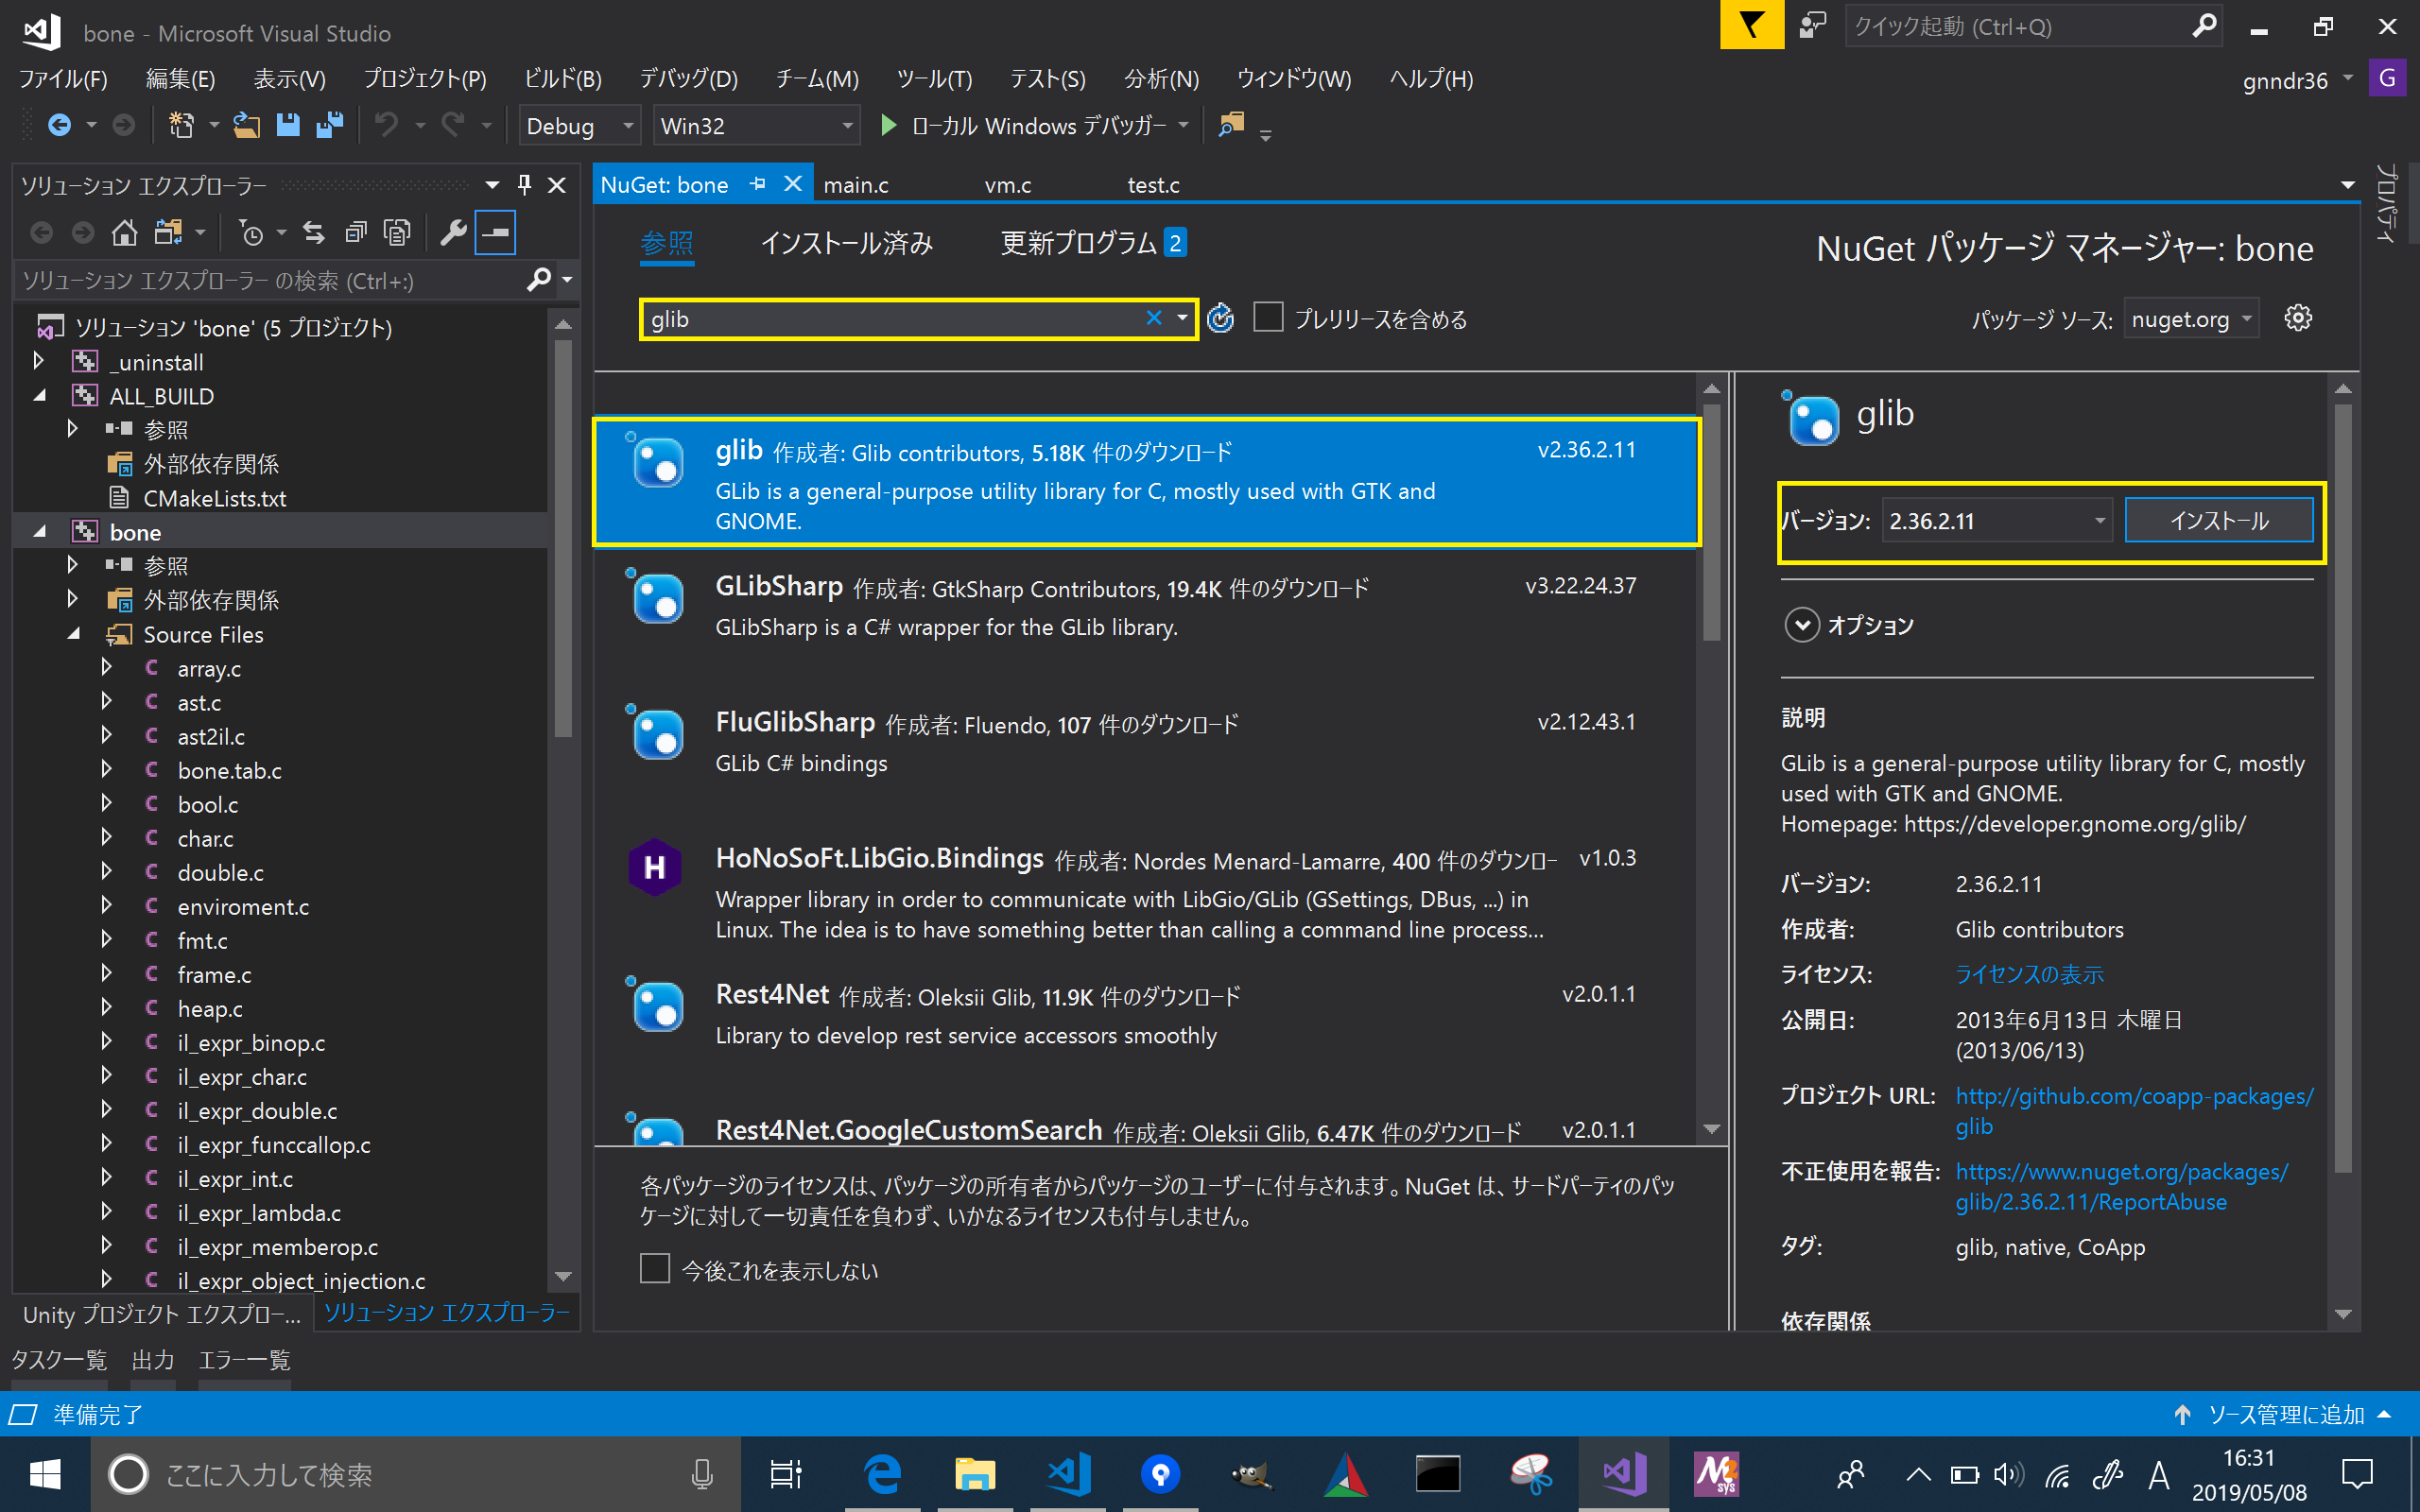 bone - Microsoft Visual Studio
クイック起動 (Ctrl+Q)
ファイル(F) 編集(E) 表示(V) プロジェクト(P) ビルド(B) デバッグ(D) チーム(M) ツール(T) テスト(S) 分析(N) ウィンドウ(W) ヘルプ(H)
gnndr36 G
Debug Win32 ローカル Windows デバッガー
ソリューション エクスプローラー
ソリューション エクスプローラー の検索 (Ctrl+:)
ソリューション 'bone' (5 プロジェクト)
_uninstall
ALL_BUILD
参照
外部依存関係
CMakeLists.txt
bone
参照
外部依存関係
Source Files
array.c
ast.c
ast2il.c
bone.tab.c
bool.c
char.c
double.c
enviroment.c
fmt.c
frame.c
heap.c
il_expr_binop.c
il_expr_char.c
il_expr_double.c
il_expr_funccallop.c
il_expr_int.c
il_expr_lambda.c
il_expr_memberop.c
il_expr_object_injection.c
Unity プロジェクト エクスプロー... ソリューション エクスプローラー
NuGet: bone main.c vm.c test.c
プロパティ
参照 インストール済み 更新プログラム 2
NuGet パッケージ マネージャー: bone
glib
プレリリースを含める
パッケージ ソース: nuget.org
glib 作成者: Glib contributors, 5.18K 件のダウンロード v2.36.2.11
GLib is a general-purpose utility library for C, mostly used with GTK and
GNOME.
GLibSharp 作成者: GtkSharp Contributors, 19.4K 件のダウンロード v3.22.24.37
GLibSharp is a C# wrapper for the GLib library.
FluGlibSharp 作成者: Fluendo, 107 件のダウンロード v2.12.43.1
GLib C# bindings
H
HoNoSoFt.LibGio.Bindings 作成者: Nordes Menard-Lamarre, 400 件のダウンロー v1.0.3
Wrapper library in order to communicate with LibGio/GLib (GSettings, DBus, ...) in
Linux. The idea is to have something better than calling a command line process...
Rest4Net 作成者: Oleksii Glib, 11.9K 件のダウンロード v2.0.1.1
Library to develop rest service accessors smoothly
Rest4Net.GoogleCustomSearch 作成者: Oleksii Glib, 6.47K 件のダウンロード v2.0.1.1
各パッケージのライセンスは、パッケージの所有者からパッケージのユーザーに付与されます。NuGet は、サードパーティのパッ
ケージに対して一切責任を負わず、いかなるライセンスも付与しません。
今後これを表示しない
glib
バージョン: 2.36.2.11 インストール
オプション
説明
GLib is a general-purpose utility library for C, mostly
used with GTK and GNOME.
Homepage: https://developer.gnome.org/glib/
バージョン: 2.36.2.11
作成者: Glib contributors
ライセンス: ライセンスの表示
公開日: 2013年6月13日 木曜日
(2013/06/13)
プロジェクト URL: http://github.com/coapp-packages/
glib
不正使用を報告: https://www.nuget.org/packages/
glib/2.36.2.11/ReportAbuse
タグ: glib, native, CoApp
依存関係
タスク一覧 出力 エラー一覧
準備完了
ソース管理に追加
ここに入力して検索
M2
sys
A
16:31
2019/05/08